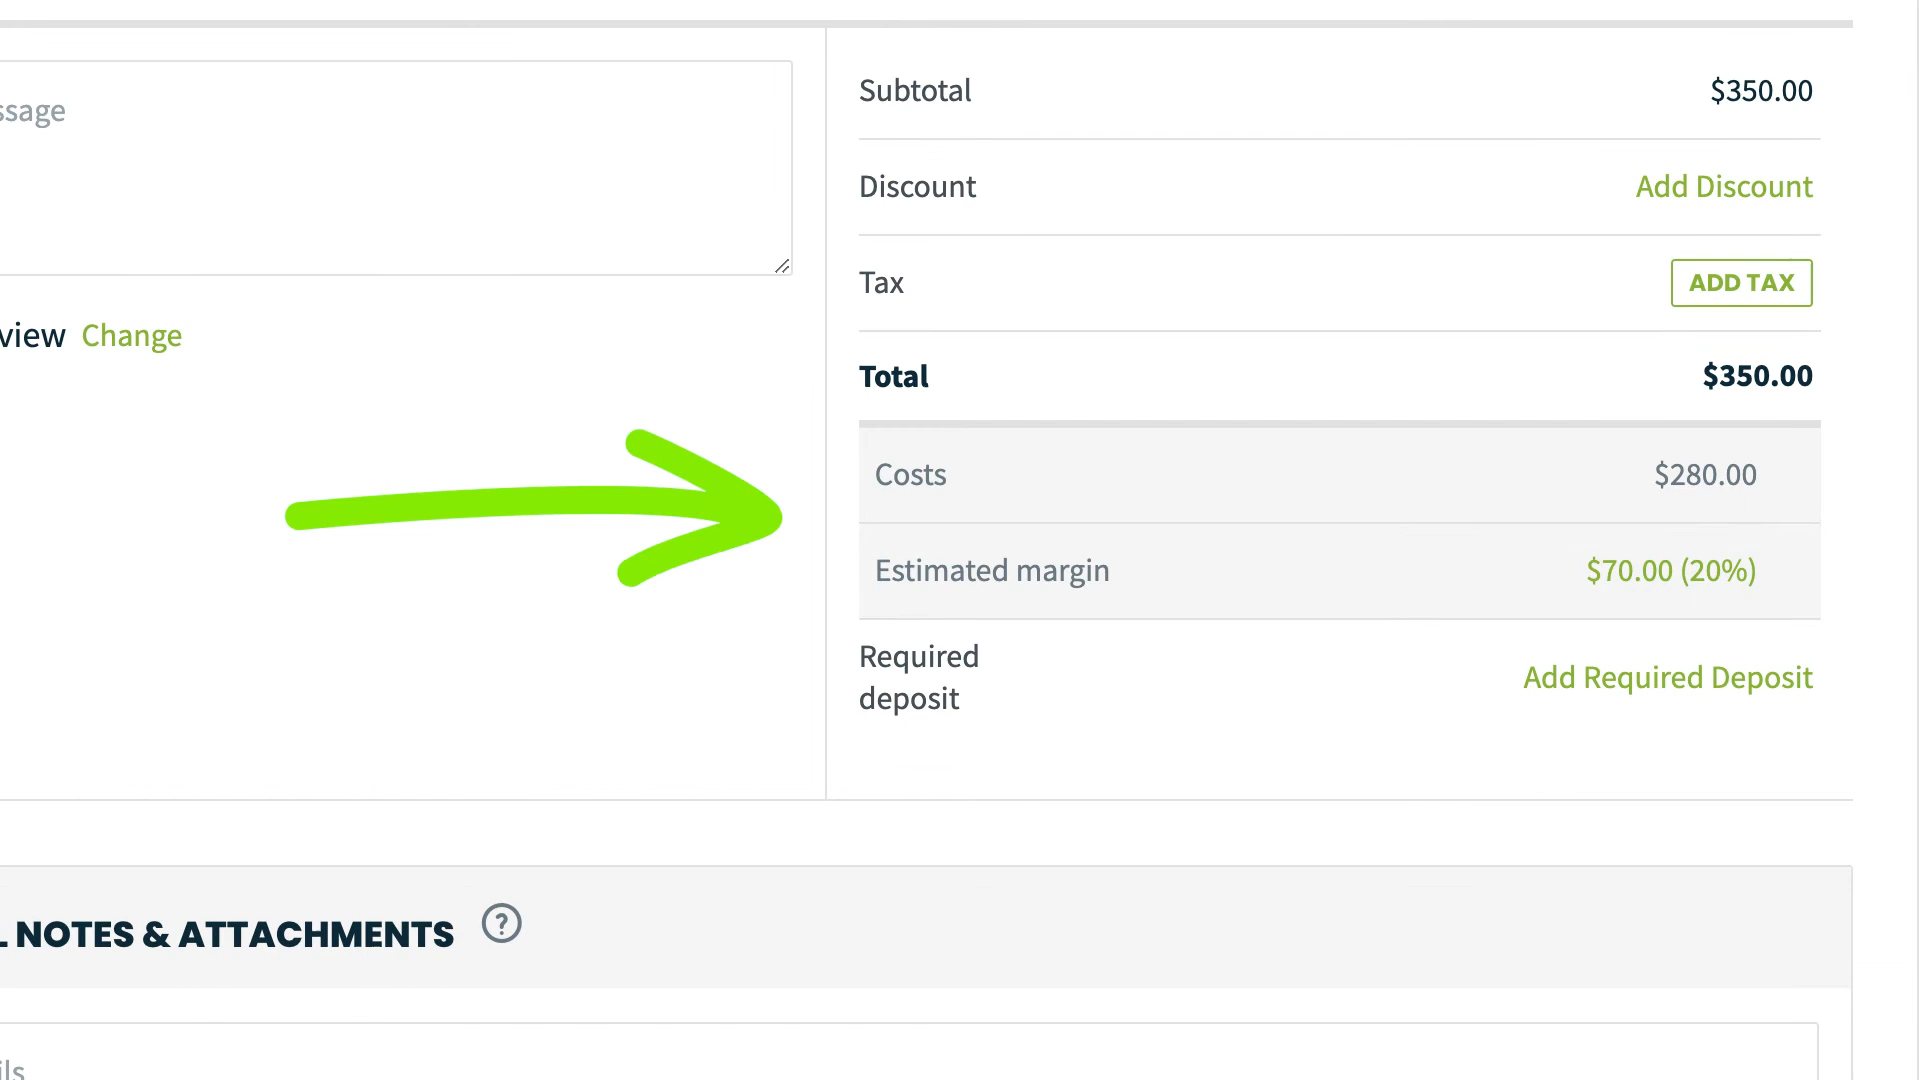 ssage
view Change
Subtotal $350.00
Discount Add Discount
Tax ADD TAX
Total $350.00
Costs $280.00
Estimated margin $70.00 (20%)
Required
deposit
Add Required Deposit
L NOTES & ATTACHMENTS ?
ils